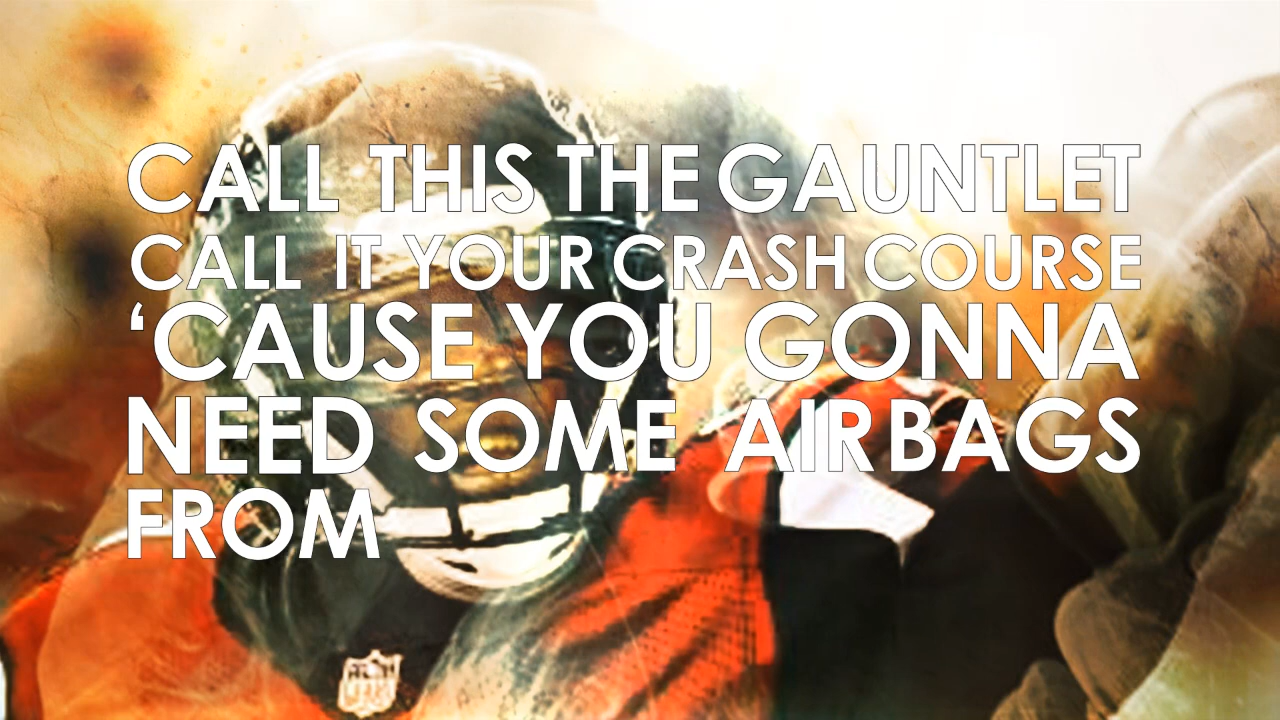 CALL THIS THE GAUNTLET
CALL IT YOUR CRASH COURSE
‘CAUSE YOU GONNA
NEED SOME AIRBAGS
FROM